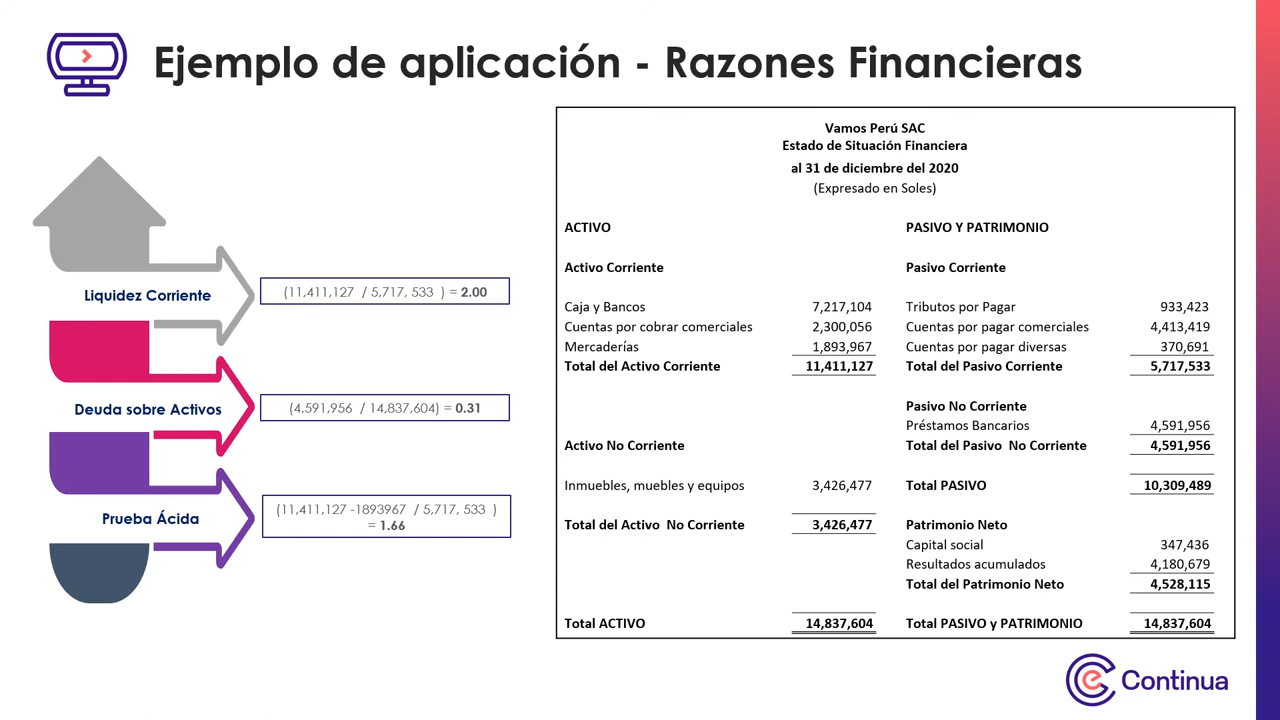 Ejemplo de aplicación - Razones Financieras
Liquidez Corriente
(11,411,127 / 5,717, 533 ) = 2.00
Deuda sobre Activos
(4,591,956 / 14,837,604) = 0.31
Prueba Ácida
(11,411,127 -1893967 / 5,717, 533 )
= 1.66
Vamos Perú SAC
Estado de Situación Financiera
al 31 de diciembre del 2020
(Expresado en Soles)
ACTIVO PASIVO Y PATRIMONIO
Activo Corriente Pasivo Corriente
Caja y Bancos 7,217,104 Tributos por Pagar 933,423
Cuentas por cobrar comerciales 2,300,056 Cuentas por pagar comerciales 4,413,419
Mercaderías 1,893,967 Cuentas por pagar diversas 370,691
Total del Activo Corriente 11,411,127 Total del Pasivo Corriente 5,717,533
Pasivo No Corriente
Préstamos Bancarios 4,591,956
Activo No Corriente Total del Pasivo No Corriente 4,591,956
Inmuebles, muebles y equipos 3,426,477 Total PASIVO 10,309,489
Total del Activo No Corriente 3,426,477 Patrimonio Neto
Capital social 347,436
Resultados acumulados 4,180,679
Total del Patrimonio Neto 4,528,115
Total ACTIVO 14,837,604 Total PASIVO y PATRIMONIO 14,837,604
Continua